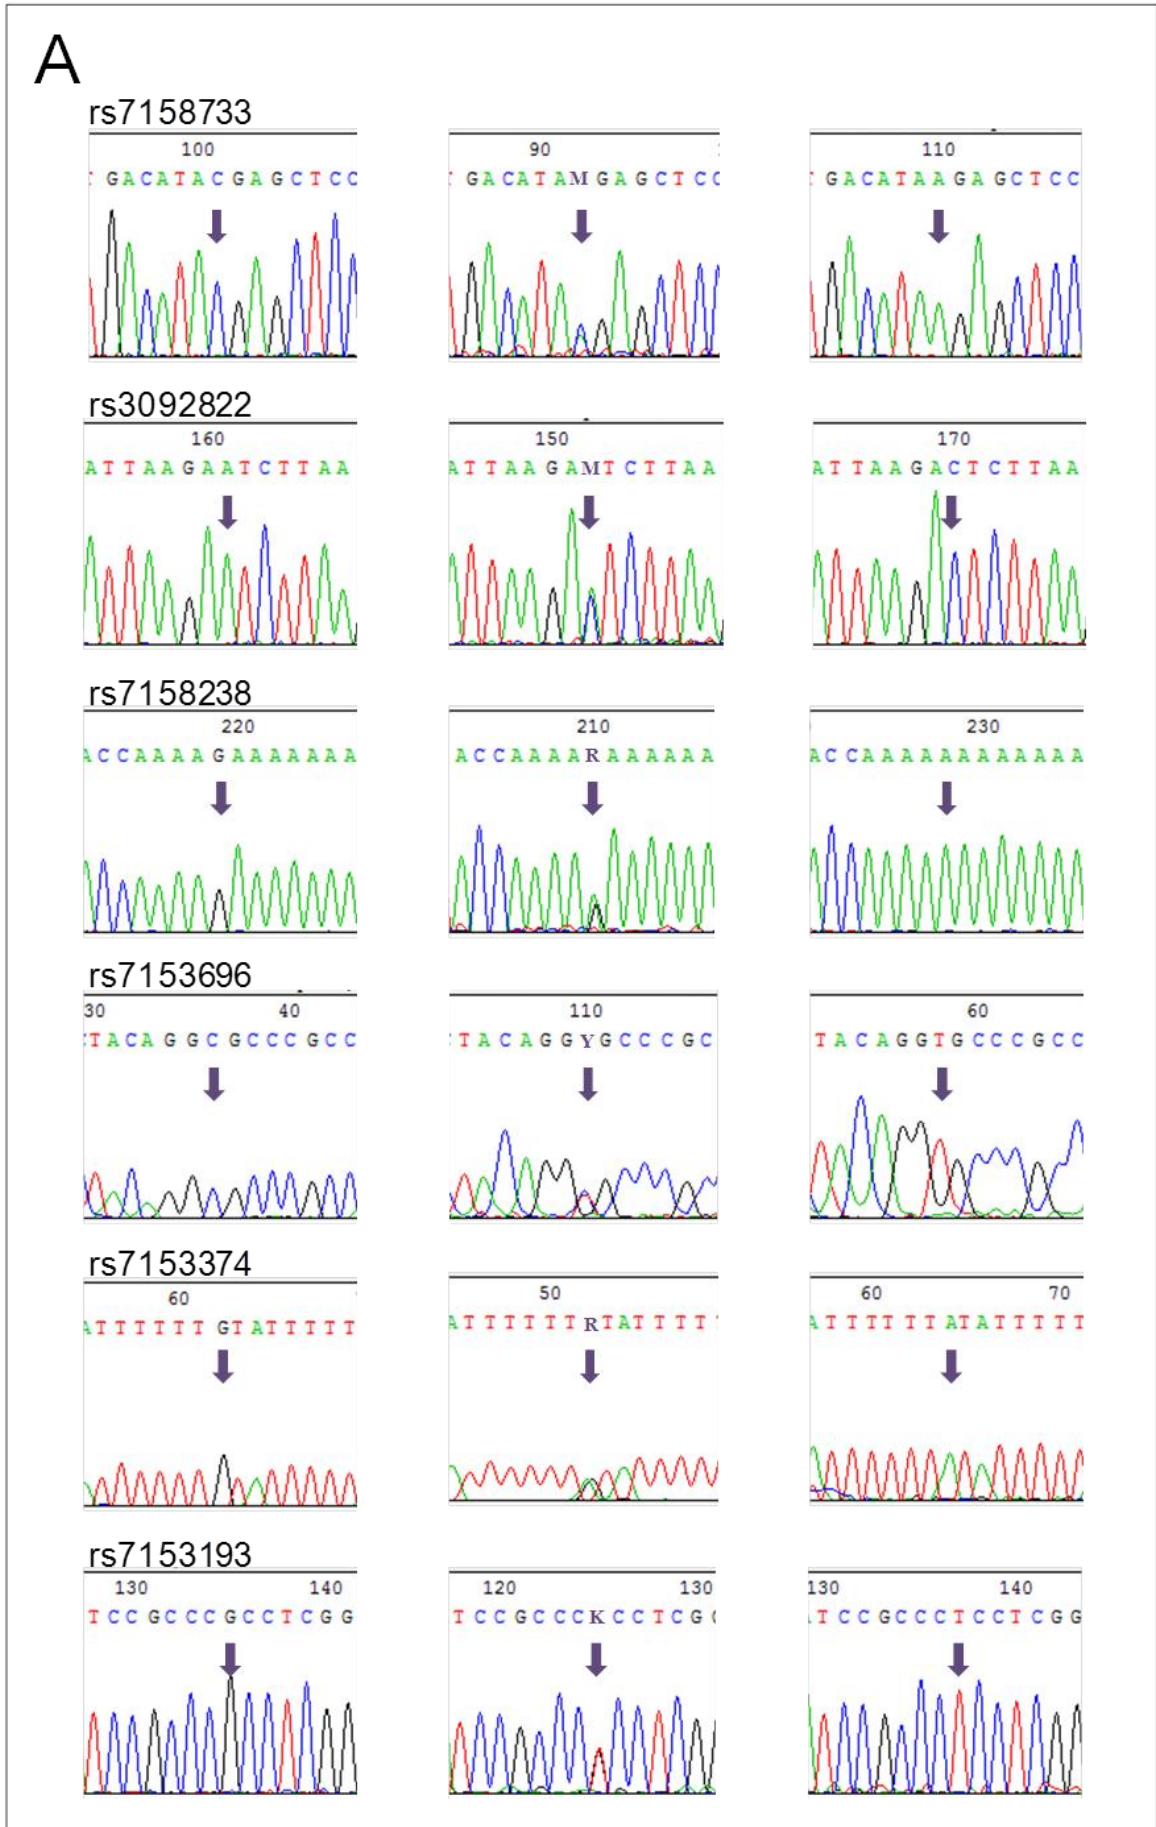 A
rs7158733
100 90 110
GACATACGAGCTCC GACATAMGAGCTCC GACATAAGAGCTCC
rs3092822
160 150 170
ATTAAGAATCTTAA ATTAAGAMTCTTAA ATTAAGACTCTTAA
rs7158238
220 210 230
ACCAAAAGAAAAAAA ACCAAAARAAAAAA ACCAAAAAAAAAAAA
rs7153696
30 40 110 60
TACAGGCGCCCGCC TACAGGYGCCCGC TACAGGTGCCCGCC
rs7153374
60 50 60 70
ATTTTTTGTATTTTT ATTTTTTRTATTTT ATTTTTTATATTTTT
rs7153193
130 140 120 130 130 140
TCCGCCCGCCTCGG TCCGCCCKCCTCG TCCGCCCTCCTCGG